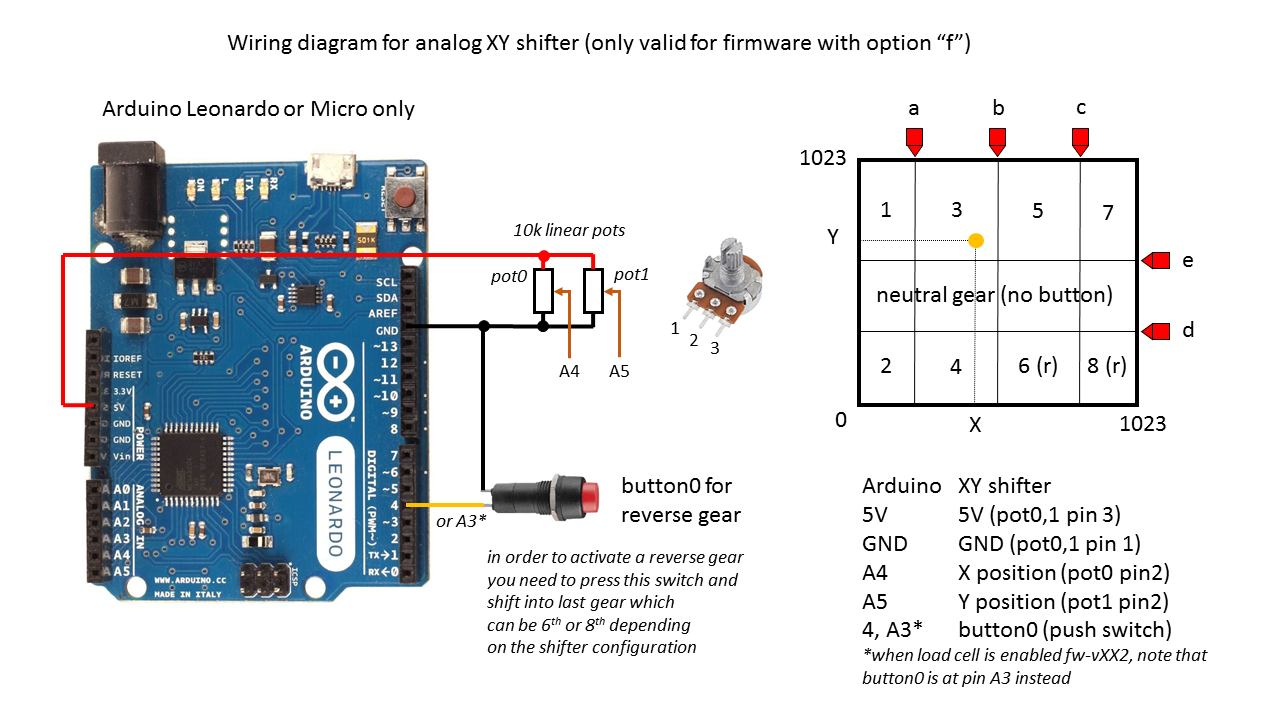 Wiring diagram for analog XY shifter (only valid for firmware with option “f”)
Arduino Leonardo or Micro only
ON
L
TX
RX
RESET
501K
SCL
SDA
AREF
GND
~13
12
~11
~10
~9
8
7
~6
~5
4
~3
2
TX→1
RX←0
DIGITAL (PWM~)
ARDUINO
LEONARDO
IOREF
RESET
3.3V
5V
GND
GND
Vin
POWER
A0
A1
A2
A3
A4
A5
ANALOG IN
WWW.ARDUINO.CC
MADE IN ITALY
ICSP
10k linear pots
pot0
pot1
A4
A5
1
2
3
or A3*
button0 for
reverse gear
in order to activate a reverse gear
you need to press this switch and
shift into last gear which
can be 6th or 8th depending
on the shifter configuration
a
b
c
1023
1
3
5
7
Y
e
neutral gear (no button)
d
2
4
6 (r)
8 (r)
0
X
1023
Arduino XY shifter
5V 5V (pot0,1 pin 3)
GND GND (pot0,1 pin 1)
A4 X position (pot0 pin2)
A5 Y position (pot1 pin2)
4, A3* button0 (push switch)
*when load cell is enabled fw-vXX2, note that
button0 is at pin A3 instead